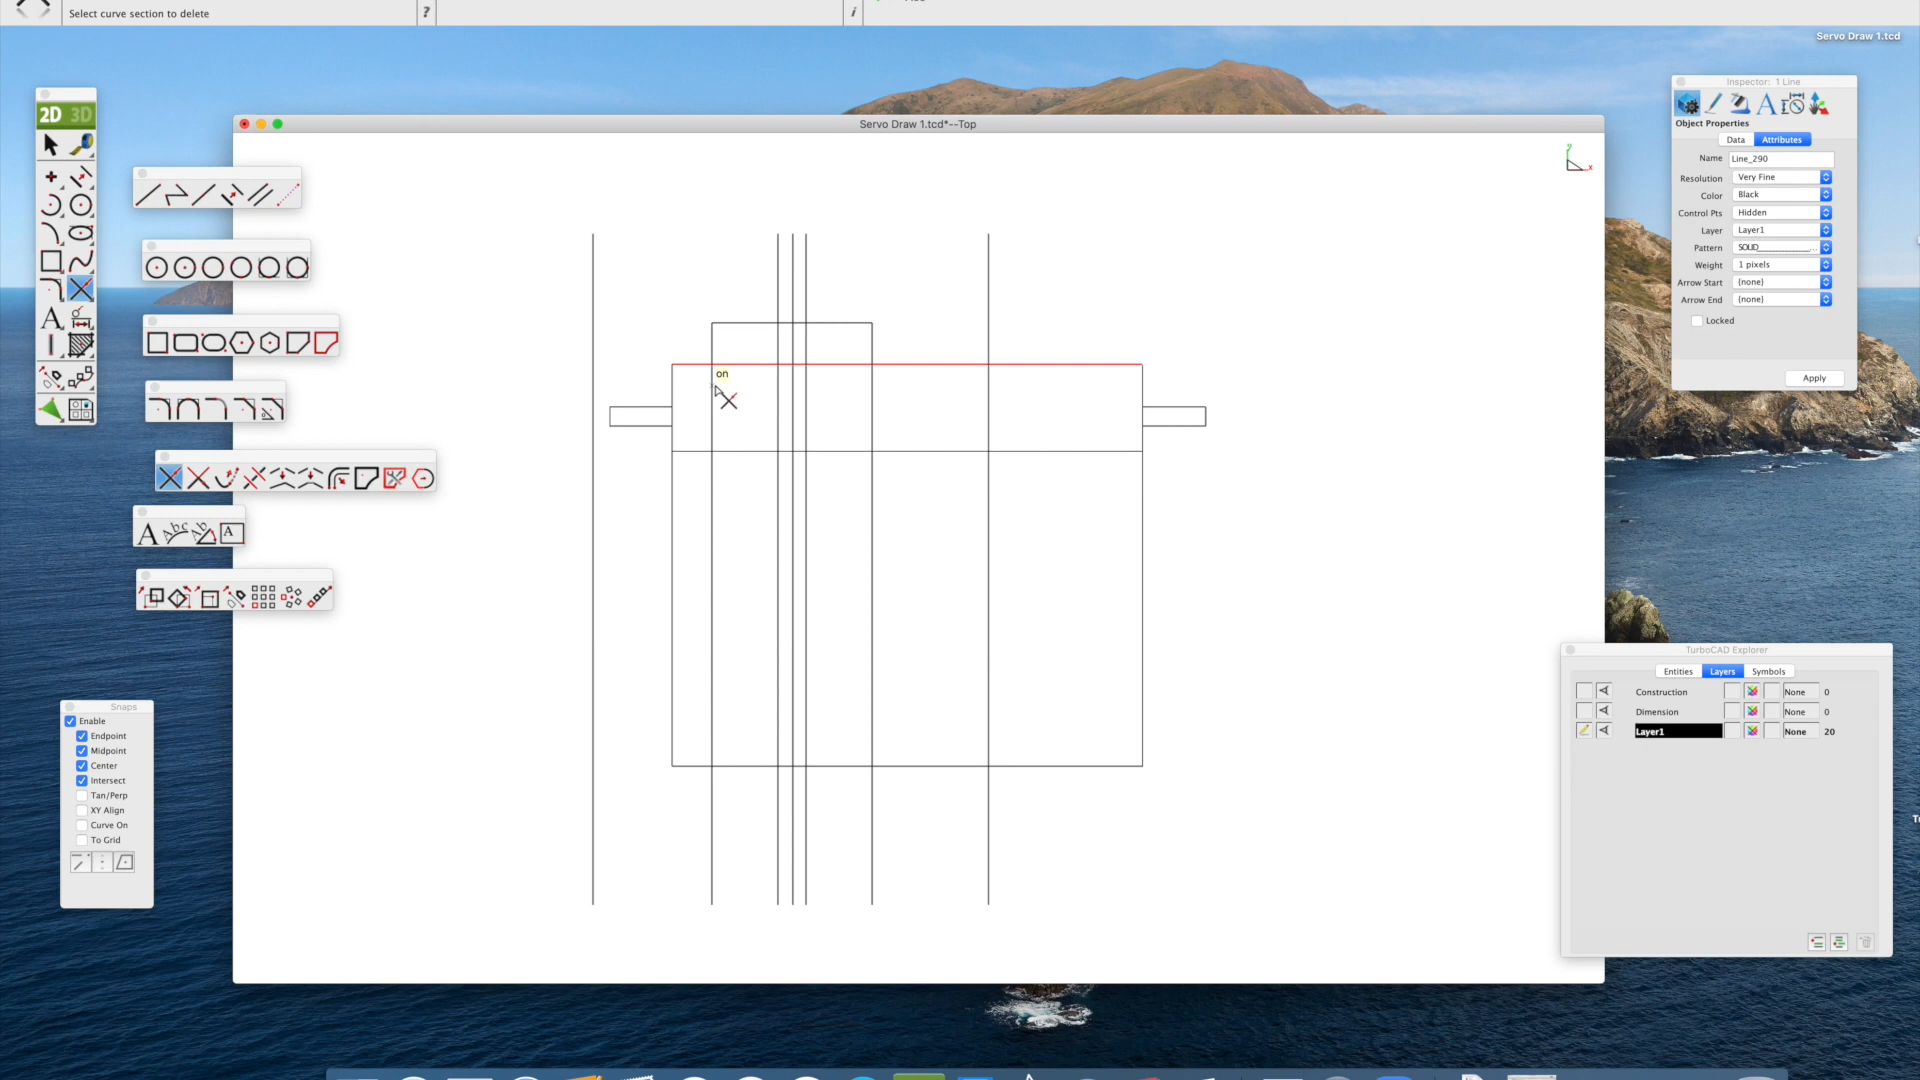 Select curve section to delete
?
i
Servo Draw 1.tcd
Servo Draw 1.tcd*--Top
2D 3D
y
x
on
A
A Abc Ab A
Inspector: 1 Line
A
Object Properties
Data Attributes
Name Line_290
Resolution Very Fine
Color Black
Control Pts Hidden
Layer Layer1
Pattern SOLID__________...
Weight 1 pixels
Arrow Start (none)
Arrow End (none)
Locked
Apply
Snaps
Enable
Endpoint
Midpoint
Center
Intersect
Tan/Perp
XY Align
Curve On
To Grid
TurboCAD Explorer
Entities Layers Symbols
Construction None 0
Dimension None 0
Layer1 None 20